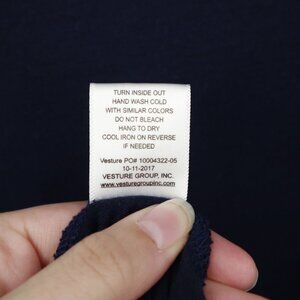 TURN INSIDE OUT
HAND WASH COLD
WITH SIMILAR COLORS
DO NOT BLEACH
HANG TO DRY
COOL IRON ON REVERSE
IF NEEDED
Vesture PO# 10004322-05
10-11-2017
VESTURE GROUP, INC.
www.vesturegroupinc.com